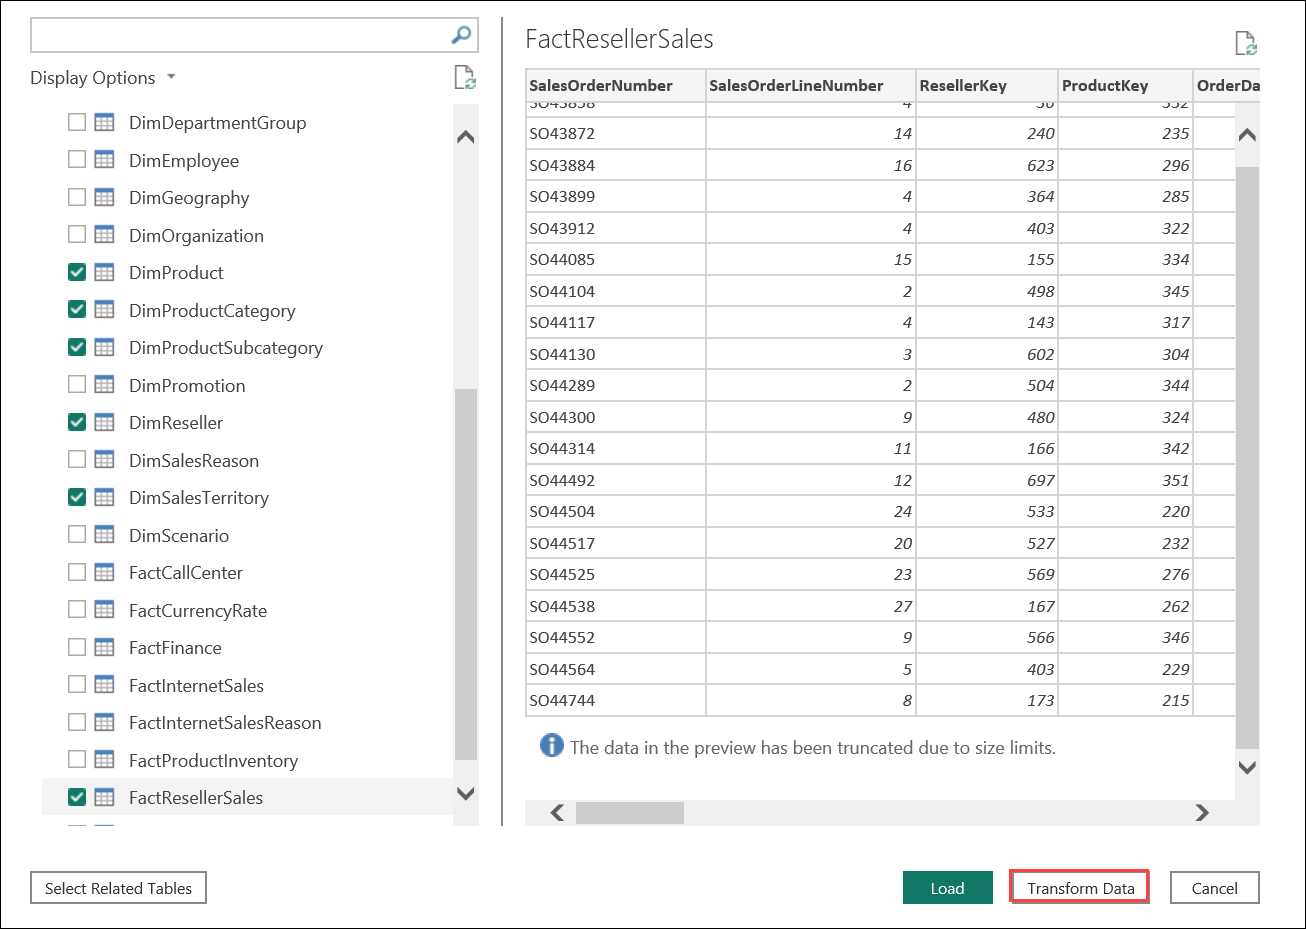 Display Options
DimDepartmentGroup
DimEmployee
DimGeography
DimOrganization
DimProduct
DimProductCategory
DimProductSubcategory
DimPromotion
DimReseller
DimSalesReason
DimSalesTerritory
DimScenario
FactCallCenter
FactCurrencyRate
FactFinance
FactInternetSales
FactInternetSalesReason
FactProductInventory
FactResellerSales
FactResellerSales
SalesOrderNumber SalesOrderLineNumber ResellerKey ProductKey OrderDa
SO43872 14 240 235
SO43884 16 623 296
SO43899 4 364 285
SO43912 4 403 322
SO44085 15 155 334
SO44104 2 498 345
SO44117 4 143 317
SO44130 3 602 304
SO44289 2 504 344
SO44300 9 480 324
SO44314 11 166 342
SO44492 12 697 351
SO44504 24 533 220
SO44517 20 527 232
SO44525 23 569 276
SO44538 27 167 262
SO44552 9 566 346
SO44564 5 403 229
SO44744 8 173 215
The data in the preview has been truncated due to size limits.
Select Related Tables Load Transform Data Cancel